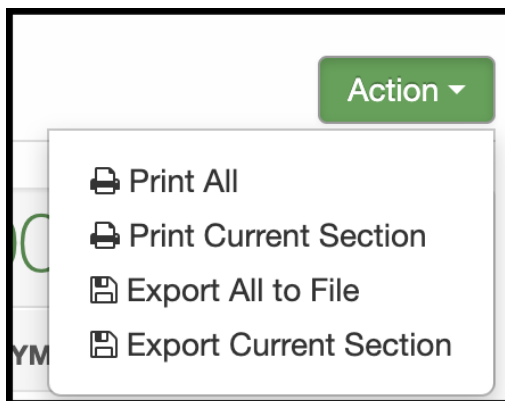 Action
Print All
Print Current Section
Export All to File
Export Current Section